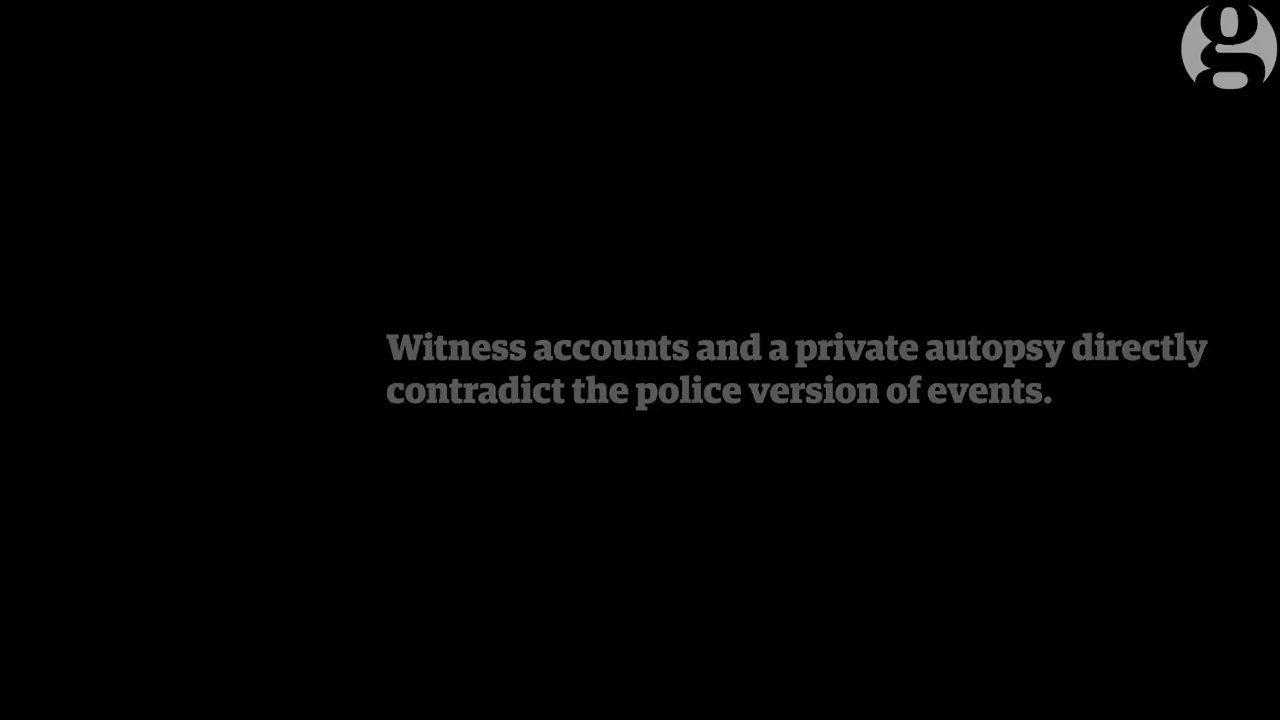 g
Witness accounts and a private autopsy directly
contradict the police version of events.